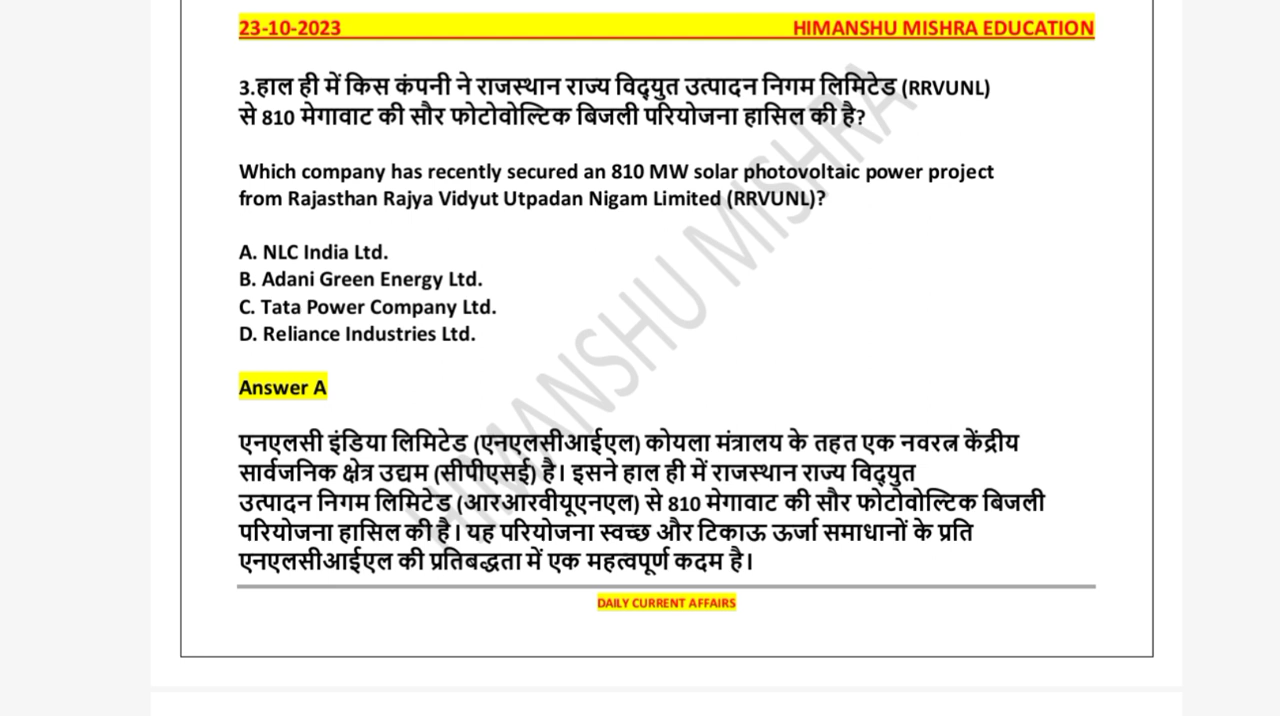 23-10-2023 HIMANSHU MISHRA EDUCATION
3.हाल ही में किस कंपनी ने राजस्थान राज्य विद्युत उत्पादन निगम लिमिटेड (RRVUNL)
से 810 मेगावाट की सौर फोटोवोल्टिक बिजली परियोजना हासिल की है?
Which company has recently secured an 810 MW solar photovoltaic power project
from Rajasthan Rajya Vidyut Utpadan Nigam Limited (RRVUNL)?
A. NLC India Ltd.
B. Adani Green Energy Ltd.
C. Tata Power Company Ltd.
D. Reliance Industries Ltd.
Answer A
एनएलसी इंडिया लिमिटेड (एनएलसीआईएल) कोयला मंत्रालय के तहत एक नवरत्न केंद्रीय
सार्वजनिक क्षेत्र उद्यम (सीपीएसई) है। इसने हाल ही में राजस्थान राज्य विद्युत
उत्पादन निगम लिमिटेड (आरआरवीयूएनएल) से 810 मेगावाट की सौर फोटोवोल्टिक बिजली
परियोजना हासिल की है। यह परियोजना स्वच्छ और टिकाऊ ऊर्जा समाधानों के प्रति
एनएलसीआईएल की प्रतिबद्धता में एक महत्वपूर्ण कदम है।
HIMANSHU MISHRA
DAILY CURRENT AFFAIRS